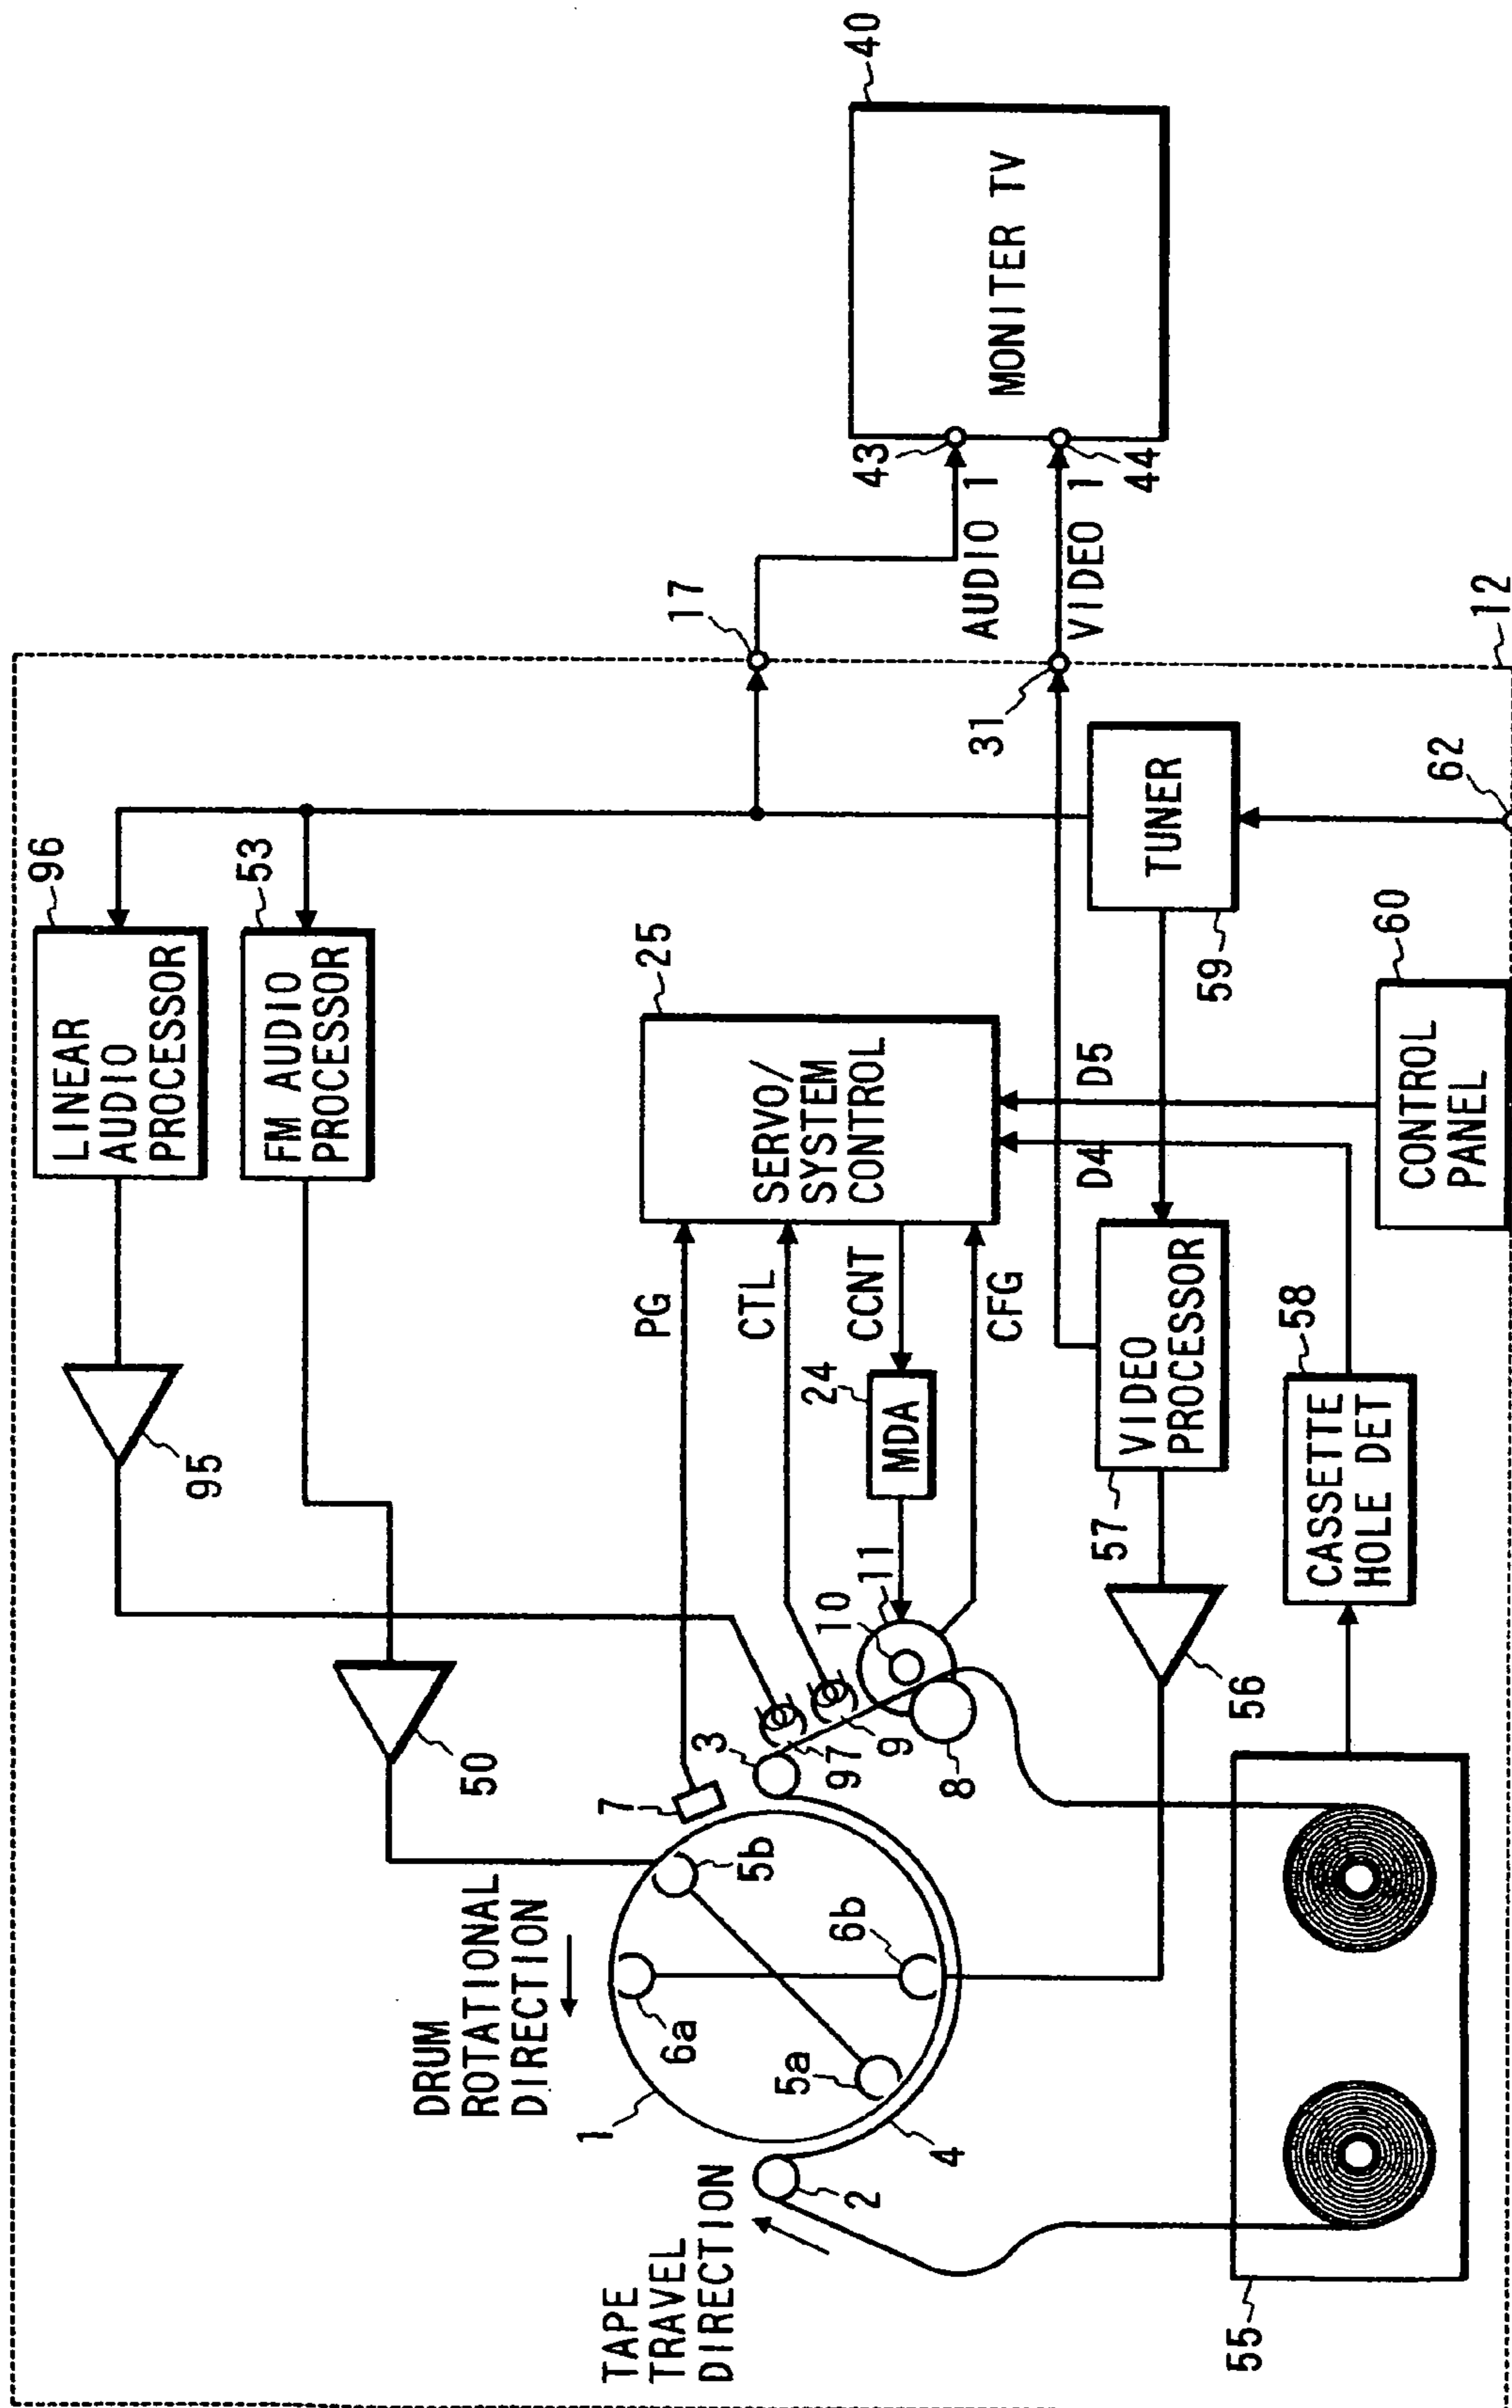 96
LINEAR
AUDIO
PROCESSOR
95
53
FM AUDIO
PROCESSOR
50
25
SERVO/
SYSTEM
CONTROL
PG
CTL
CCNT
CFG
24
MDA
D4
D5
7
3
97
9
10
11
8
DRUM
ROTATIONAL
DIRECTION
1
5b
6a
6b
5a
4
2
TAPE
TRAVEL
DIRECTION
17
31
AUDIO 1
VIDEO 1
43
44
40
MONITER TV
TUNER
59
62
12
VIDEO
PROCESSOR
57
56
58
CASSETTE
HOLE DET
60
CONTROL
PANEL
55